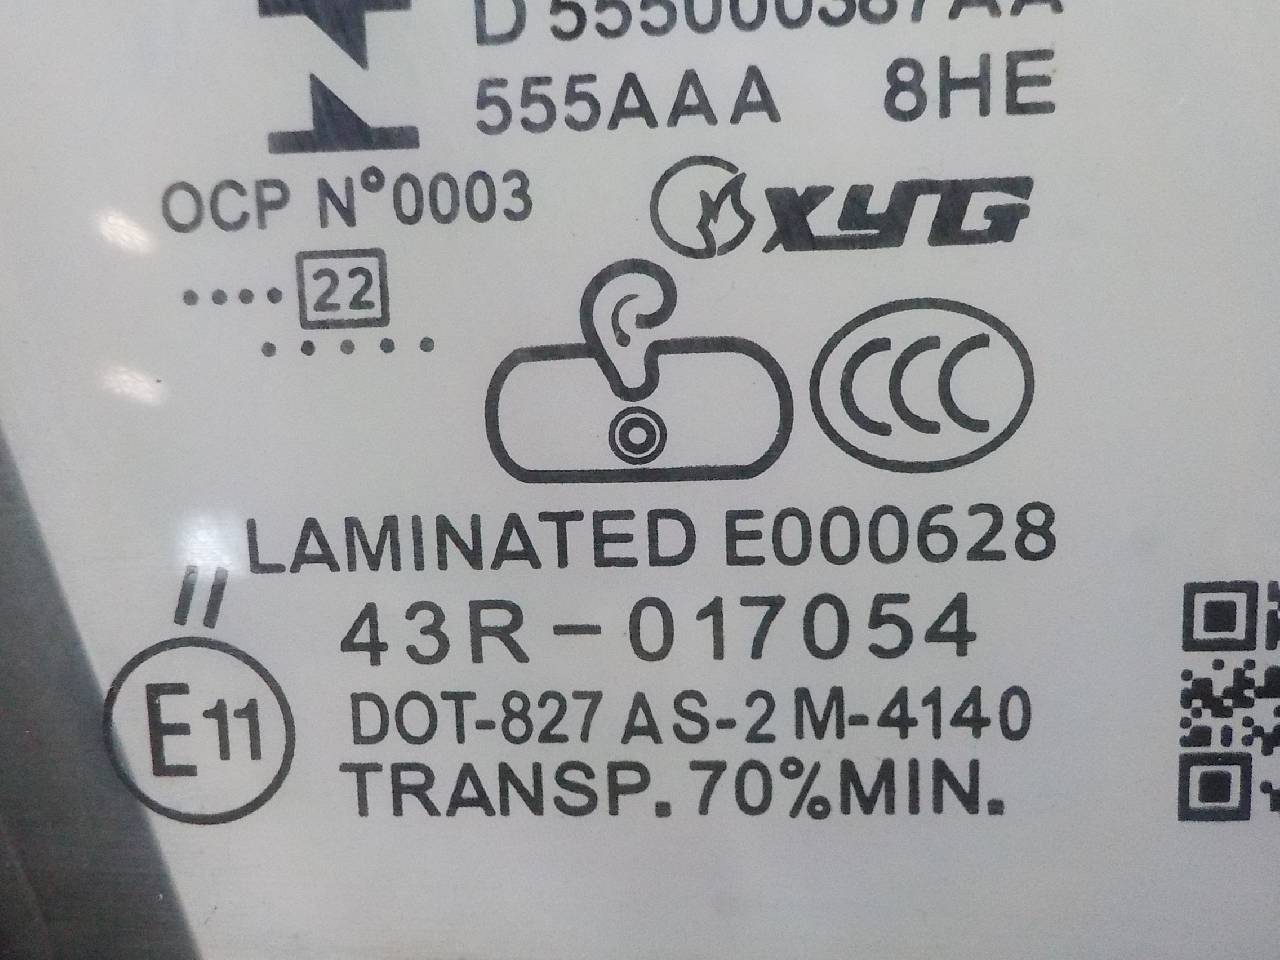 D 555000387AA
555AAA 8HE
OCP N°0003
XYG
....22
.....
CCC
LAMINATED E000628
//
43R-017054
E11
DOT-827 AS-2 M-4140
TRANSP. 70%MIN.